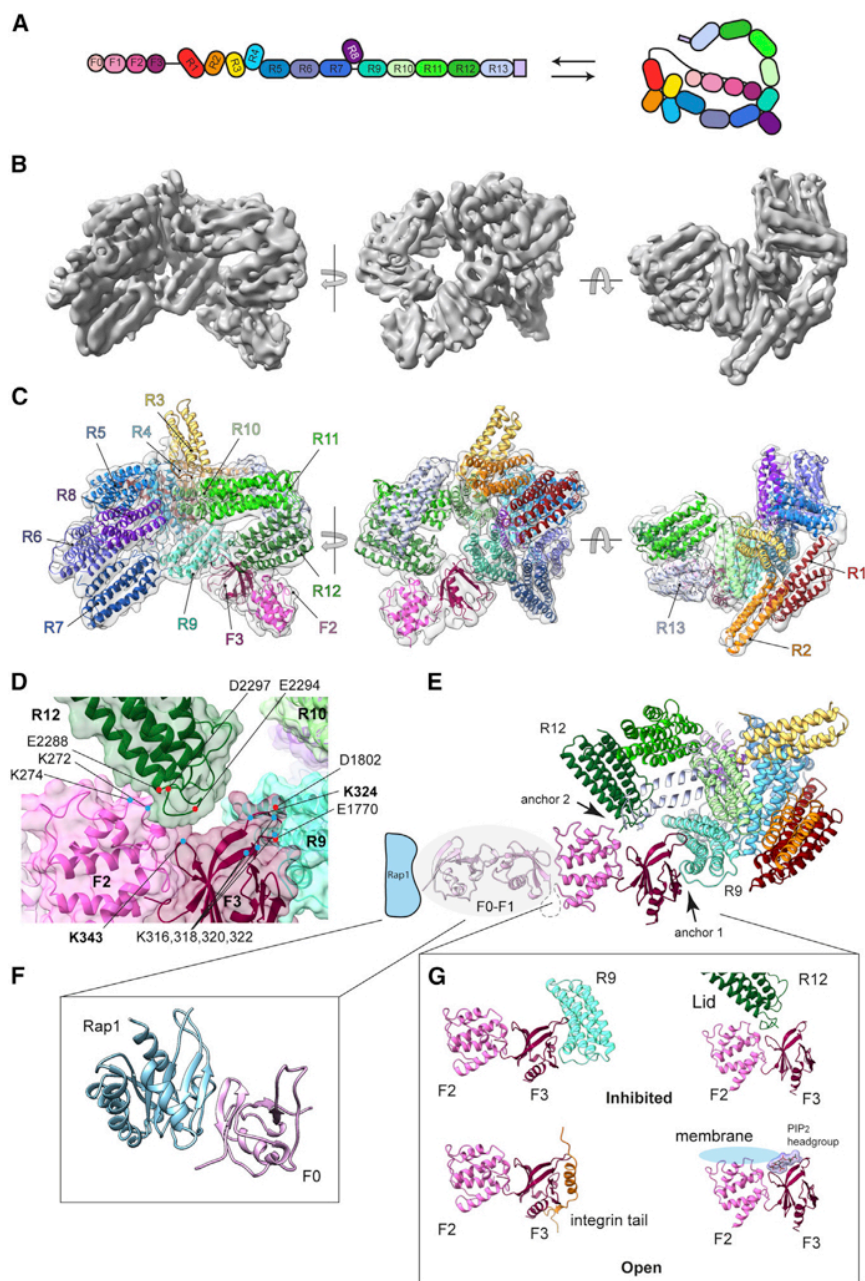 A
F0 F1 F2 F3 R1 R2 R3 R4 R5 R6 R7 R8 R9 R10 R11 R12 R13
B
C
R3
R5 R4 R10
R11
R8
R6
R12
R7 R9 F3 F2
R1
R13
R2
D
D2297 E2294
R12
R10
E2288
K272
K274
D1802
K324
E1770
R9
F2
F3
K343
K316,318,320,322
E
R12
anchor 2
Rap1
F0-F1
R9
anchor 1
F
Rap1
F0
G
R9 R12
Lid
F2 F3 F2 F3
Inhibited
membrane PIP2
headgroup
F2 F3 integrin tail F2 F3
Open